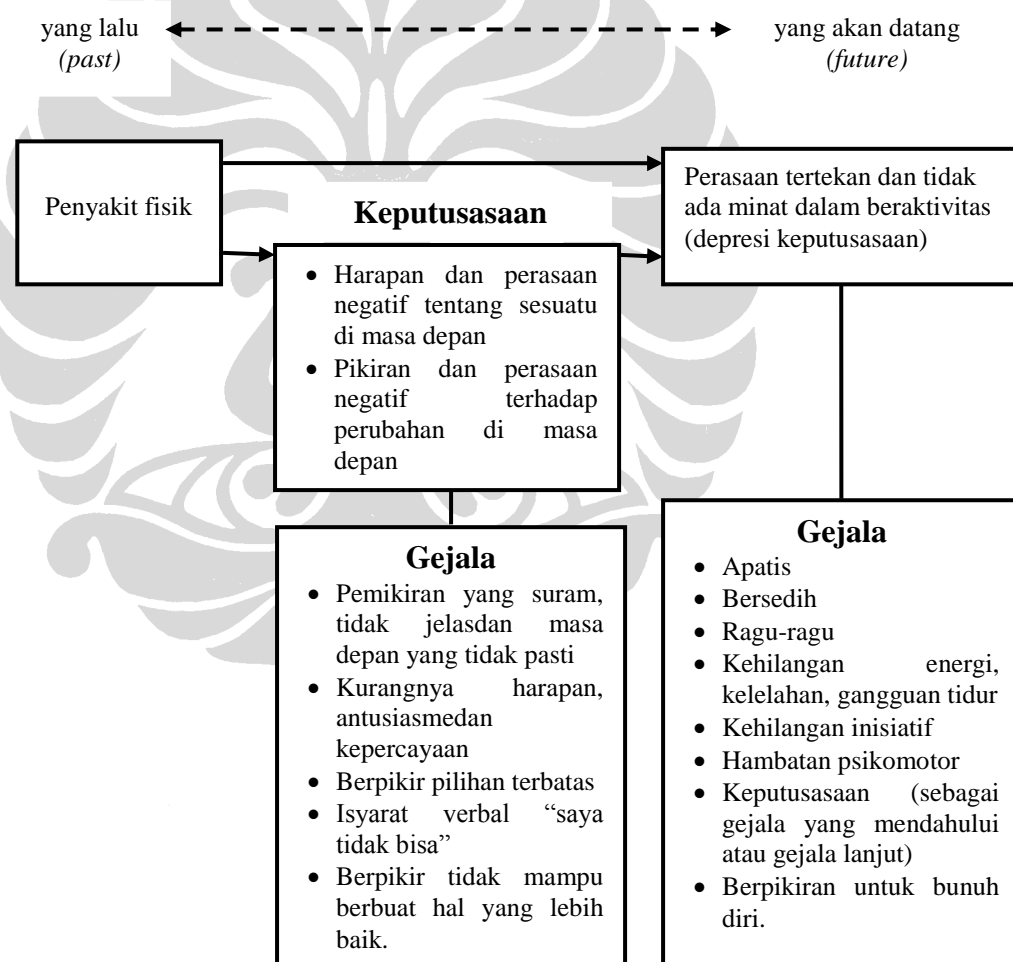 yang lalu
(past)
yang akan datang
(future)
Penyakit fisik
Keputusasaan
• Harapan dan perasaan
negatif tentang sesuatu
di masa depan
• Pikiran dan perasaan
negatif terhadap
perubahan di masa
depan
Perasaan tertekan dan tidak
ada minat dalam beraktivitas
(depresi keputusasaan)
Gejala
• Pemikiran yang suram,
tidak jelasdan masa
depan yang tidak pasti
• Kurangnya harapan,
antusiasmedan
kepercayaan
• Berpikir pilihan terbatas
• Isyarat verbal “saya
tidak bisa”
• Berpikir tidak mampu
berbuat hal yang lebih
baik.
Gejala
• Apatis
• Bersedih
• Ragu-ragu
• Kehilangan energi,
kelelahan, gangguan tidur
• Kehilangan inisiatif
• Hambatan psikomotor
• Keputusasaan (sebagai
gejala yang mendahului
atau gejala lanjut)
• Berpikiran untuk bunuh
diri.